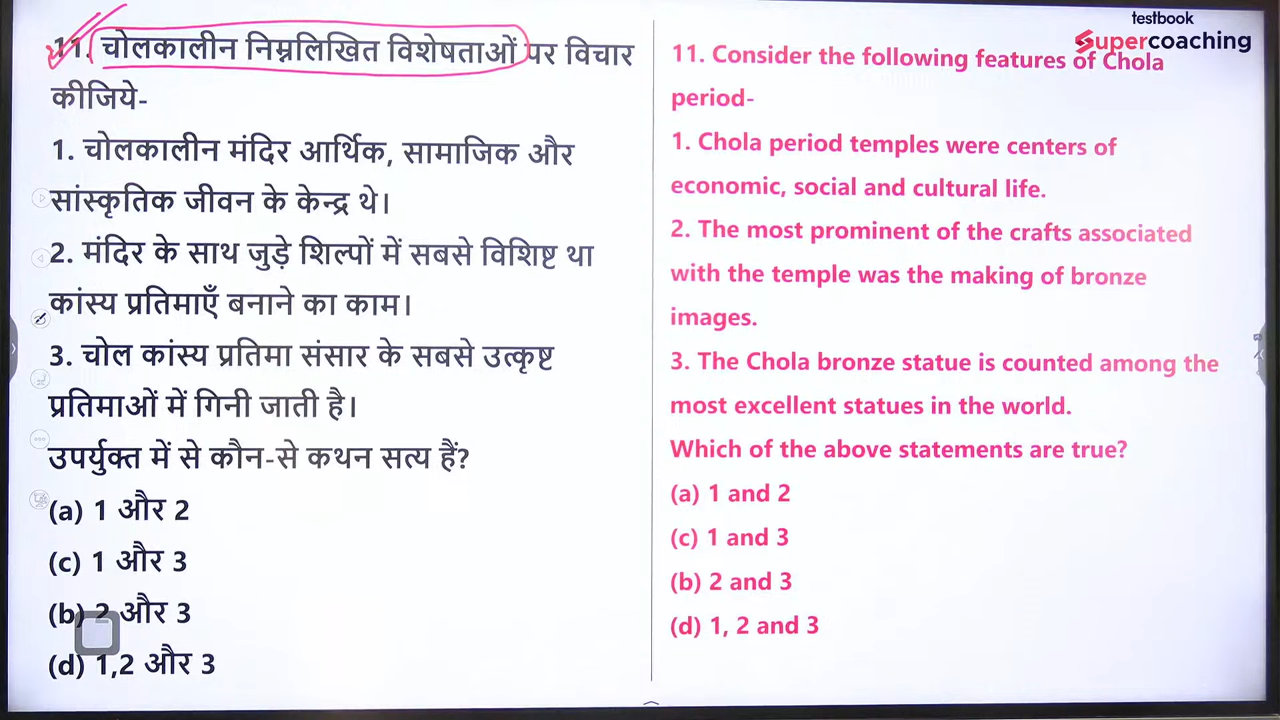 11. चोलकालीन निम्नलिखित विशेषताओं पर विचार
कीजिये-
1. चोलकालीन मंदिर आर्थिक, सामाजिक और
सांस्कृतिक जीवन के केन्द्र थे।
2. मंदिर के साथ जुड़े शिल्पों में सबसे विशिष्ट था
कांस्य प्रतिमाएँ बनाने का काम।
3. चोल कांस्य प्रतिमा संसार के सबसे उत्कृष्ट
प्रतिमाओं में गिनी जाती है।
उपर्युक्त में से कौन-से कथन सत्य हैं?
(a) 1 और 2
(c) 1 और 3
(b) 2 और 3
(d) 1,2 और 3
testbook
Supercoaching
11. Consider the following features of Chola
period-
1. Chola period temples were centers of
economic, social and cultural life.
2. The most prominent of the crafts associated
with the temple was the making of bronze
images.
3. The Chola bronze statue is counted among the
most excellent statues in the world.
Which of the above statements are true?
(a) 1 and 2
(c) 1 and 3
(b) 2 and 3
(d) 1, 2 and 3